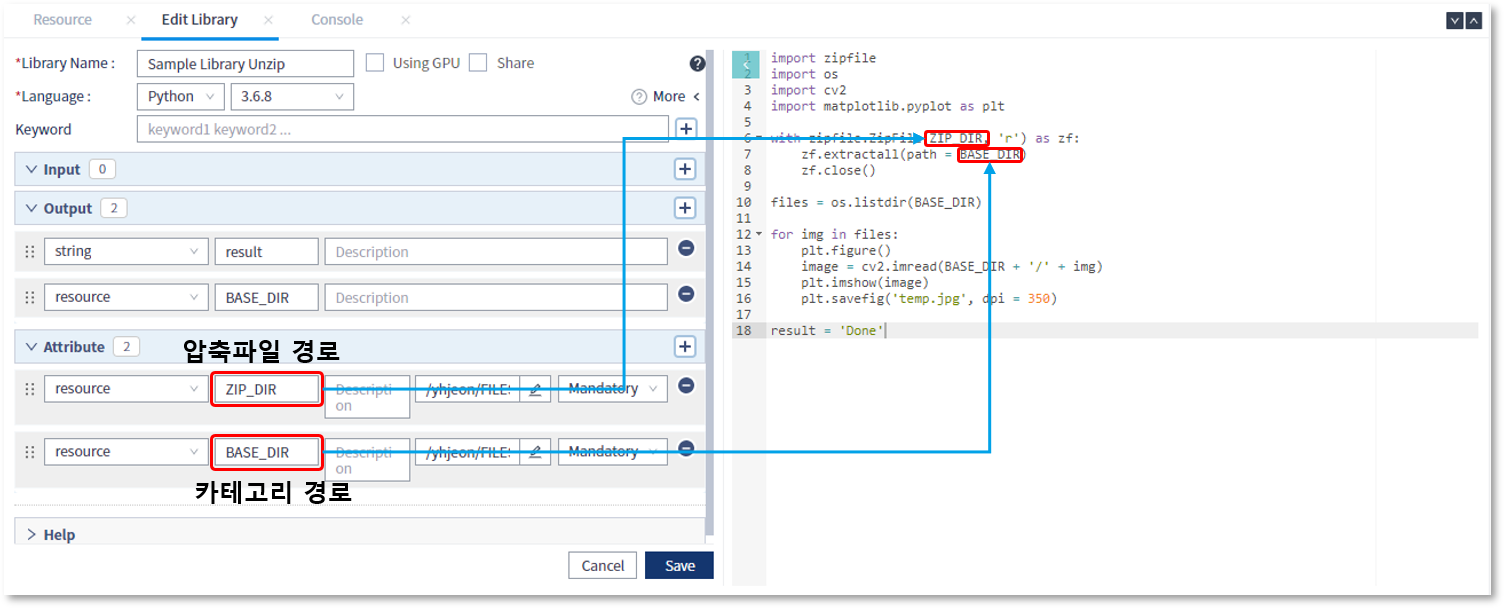 Resource × Edit Library × Console ×
*Library Name : Sample Library Unzip Using GPU Share ?
*Language : Python 3.6.8 ? More <
Keyword keyword1 keyword2 ... +
Input 0 +
Output 2 +
string result Description
resource BASE_DIR Description
Attribute 2 +
압축파일 경로
resource ZIP_DIR Description /yhjeon/FILE: Mandatory
resource BASE_DIR Description /yhjeon/FILE: Mandatory
카테고리 경로
Help
Cancel Save
1 import zipfile
2 import os
3 import cv2
4 import matplotlib.pyplot as plt
5
6 with zipfile.ZipFile ZIP_DIR, 'r') as zf:
7 zf.extractall(path = BASE_DIR)
8 zf.close()
9
10 files = os.listdir(BASE_DIR)
11
12 for img in files:
13 plt.figure()
14 image = cv2.imread(BASE_DIR + '/' + img)
15 plt.imshow(image)
16 plt.savefig('temp.jpg', dpi = 350)
17
18 result = 'Done'